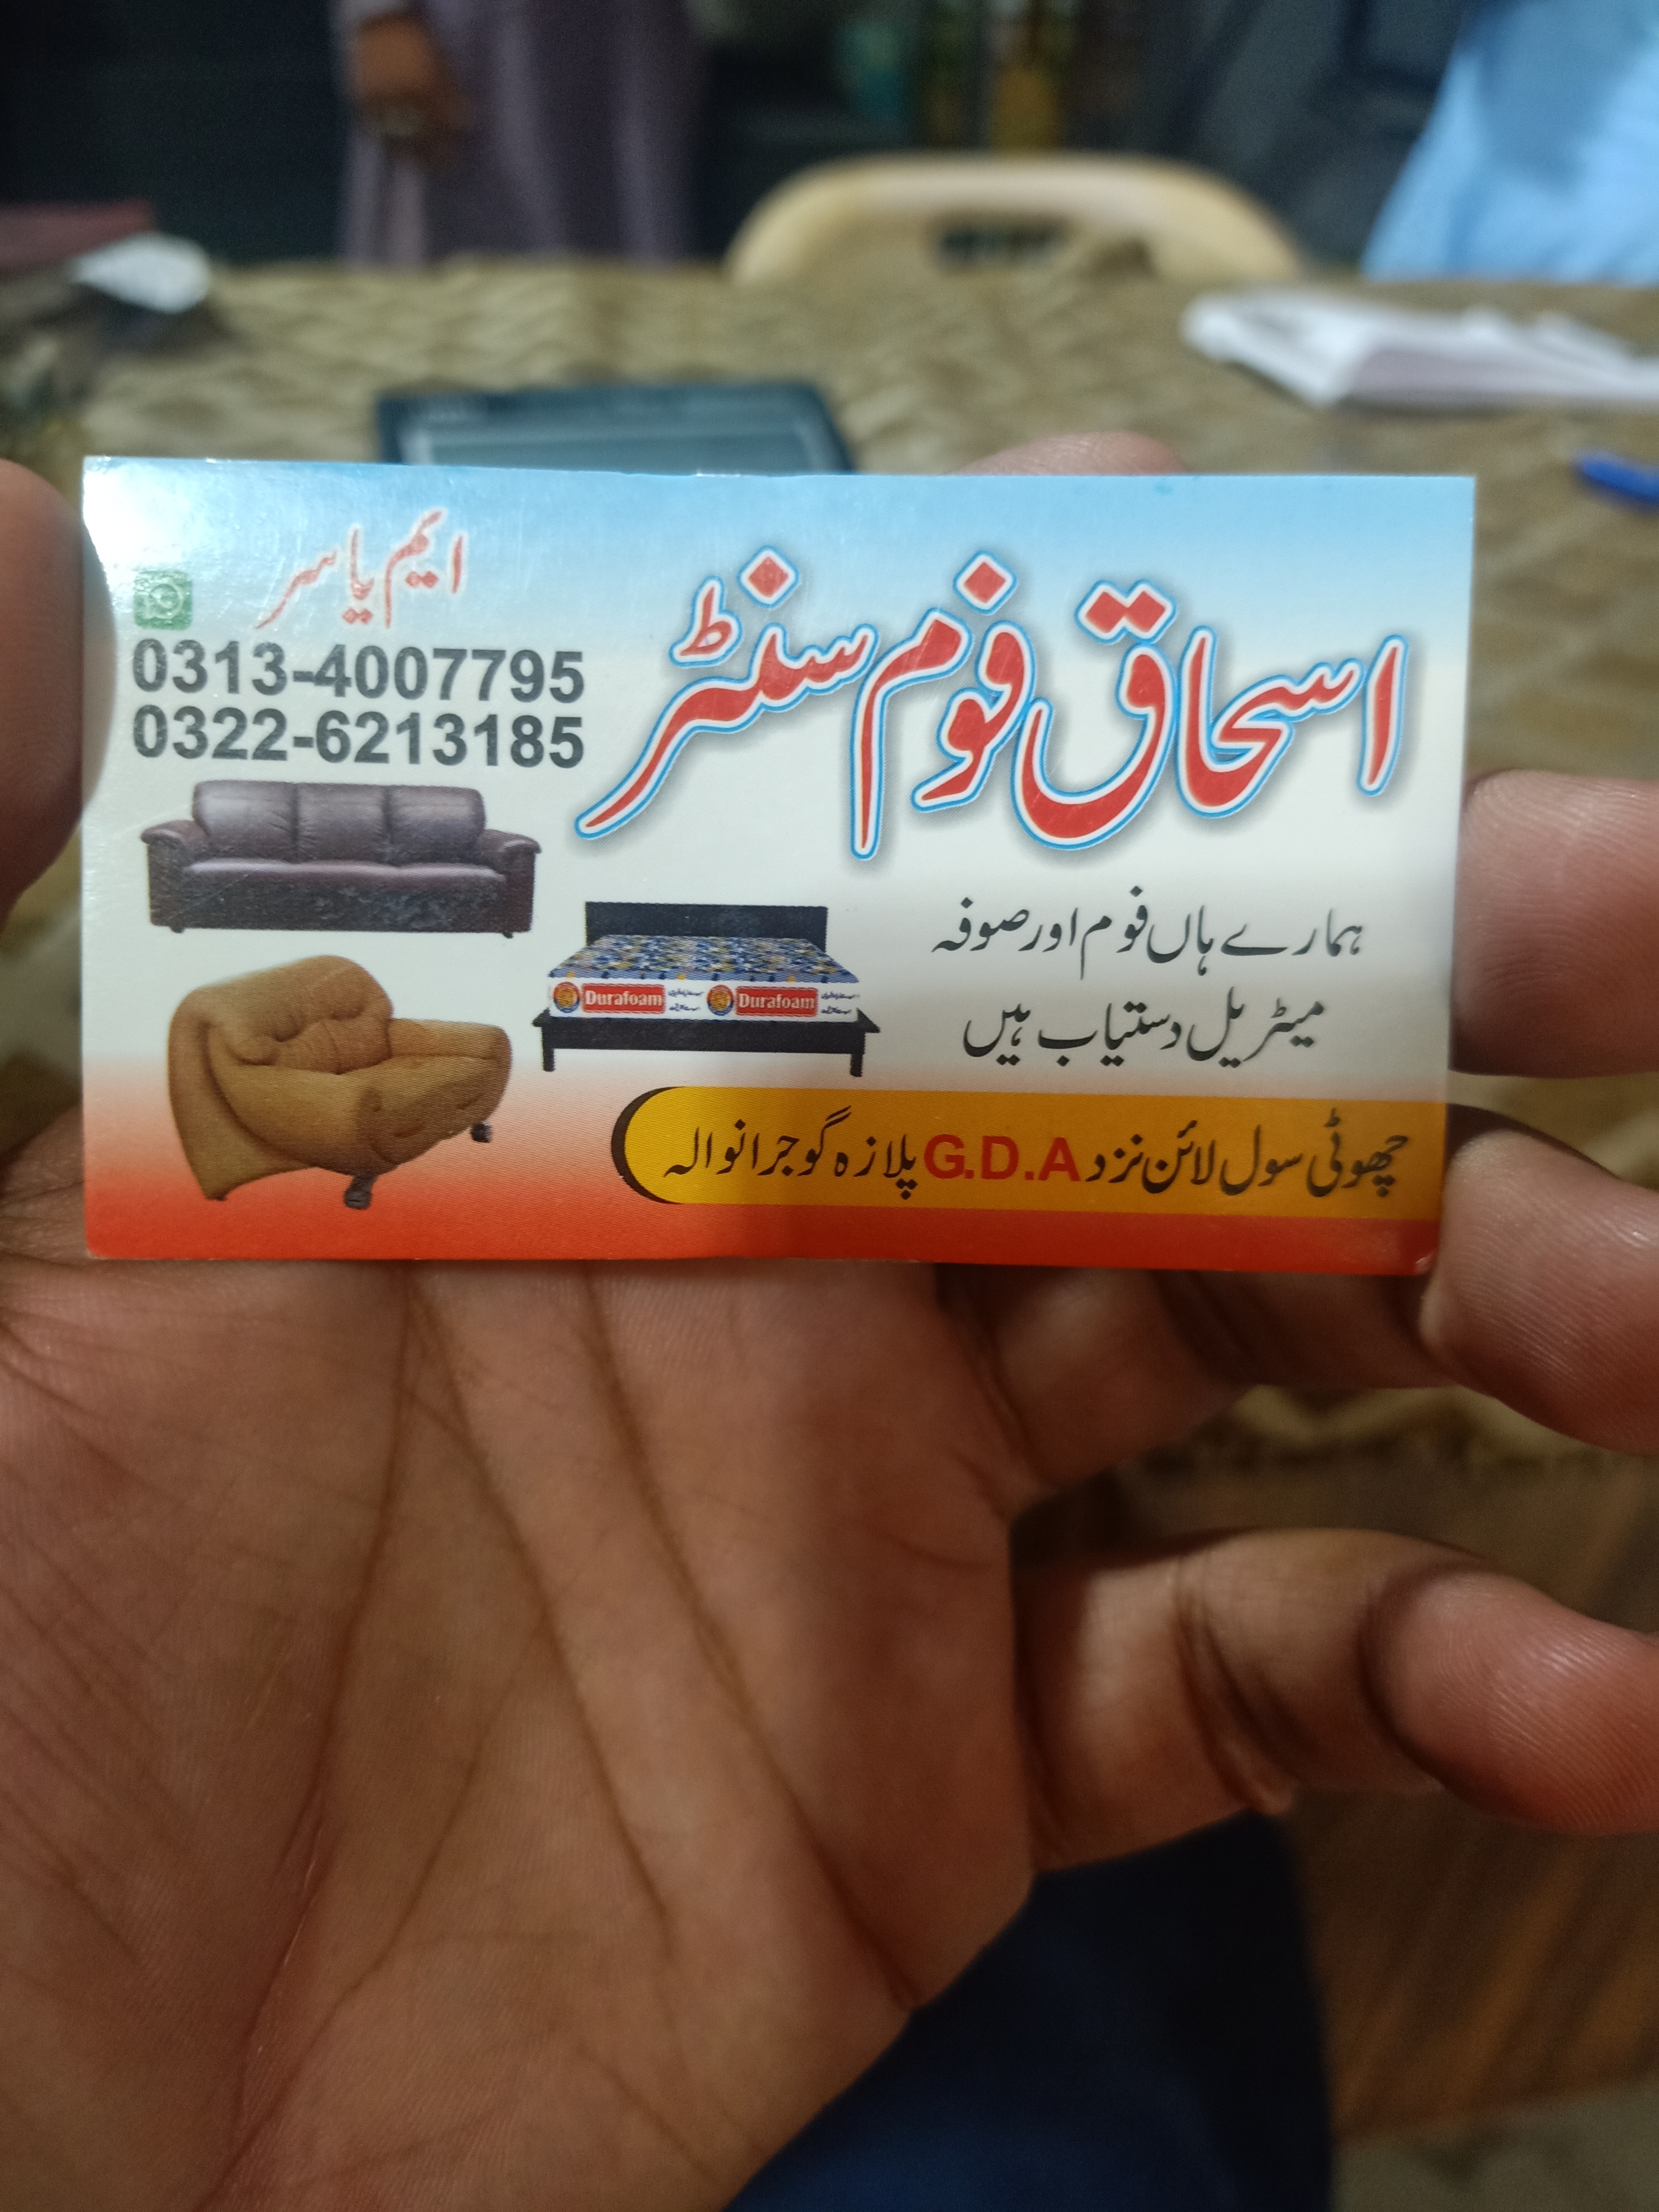 ایم یاسر
0313-4007795
0322-6213185
اسحاق فوم سنٹر
ہمارے ہاں فوم اور صوفہ
میٹریل دستیاب ہیں
Durafoam Durafoam
چھوٹی سول لائن نزد G.D.A پلازہ گوجرانوالہ